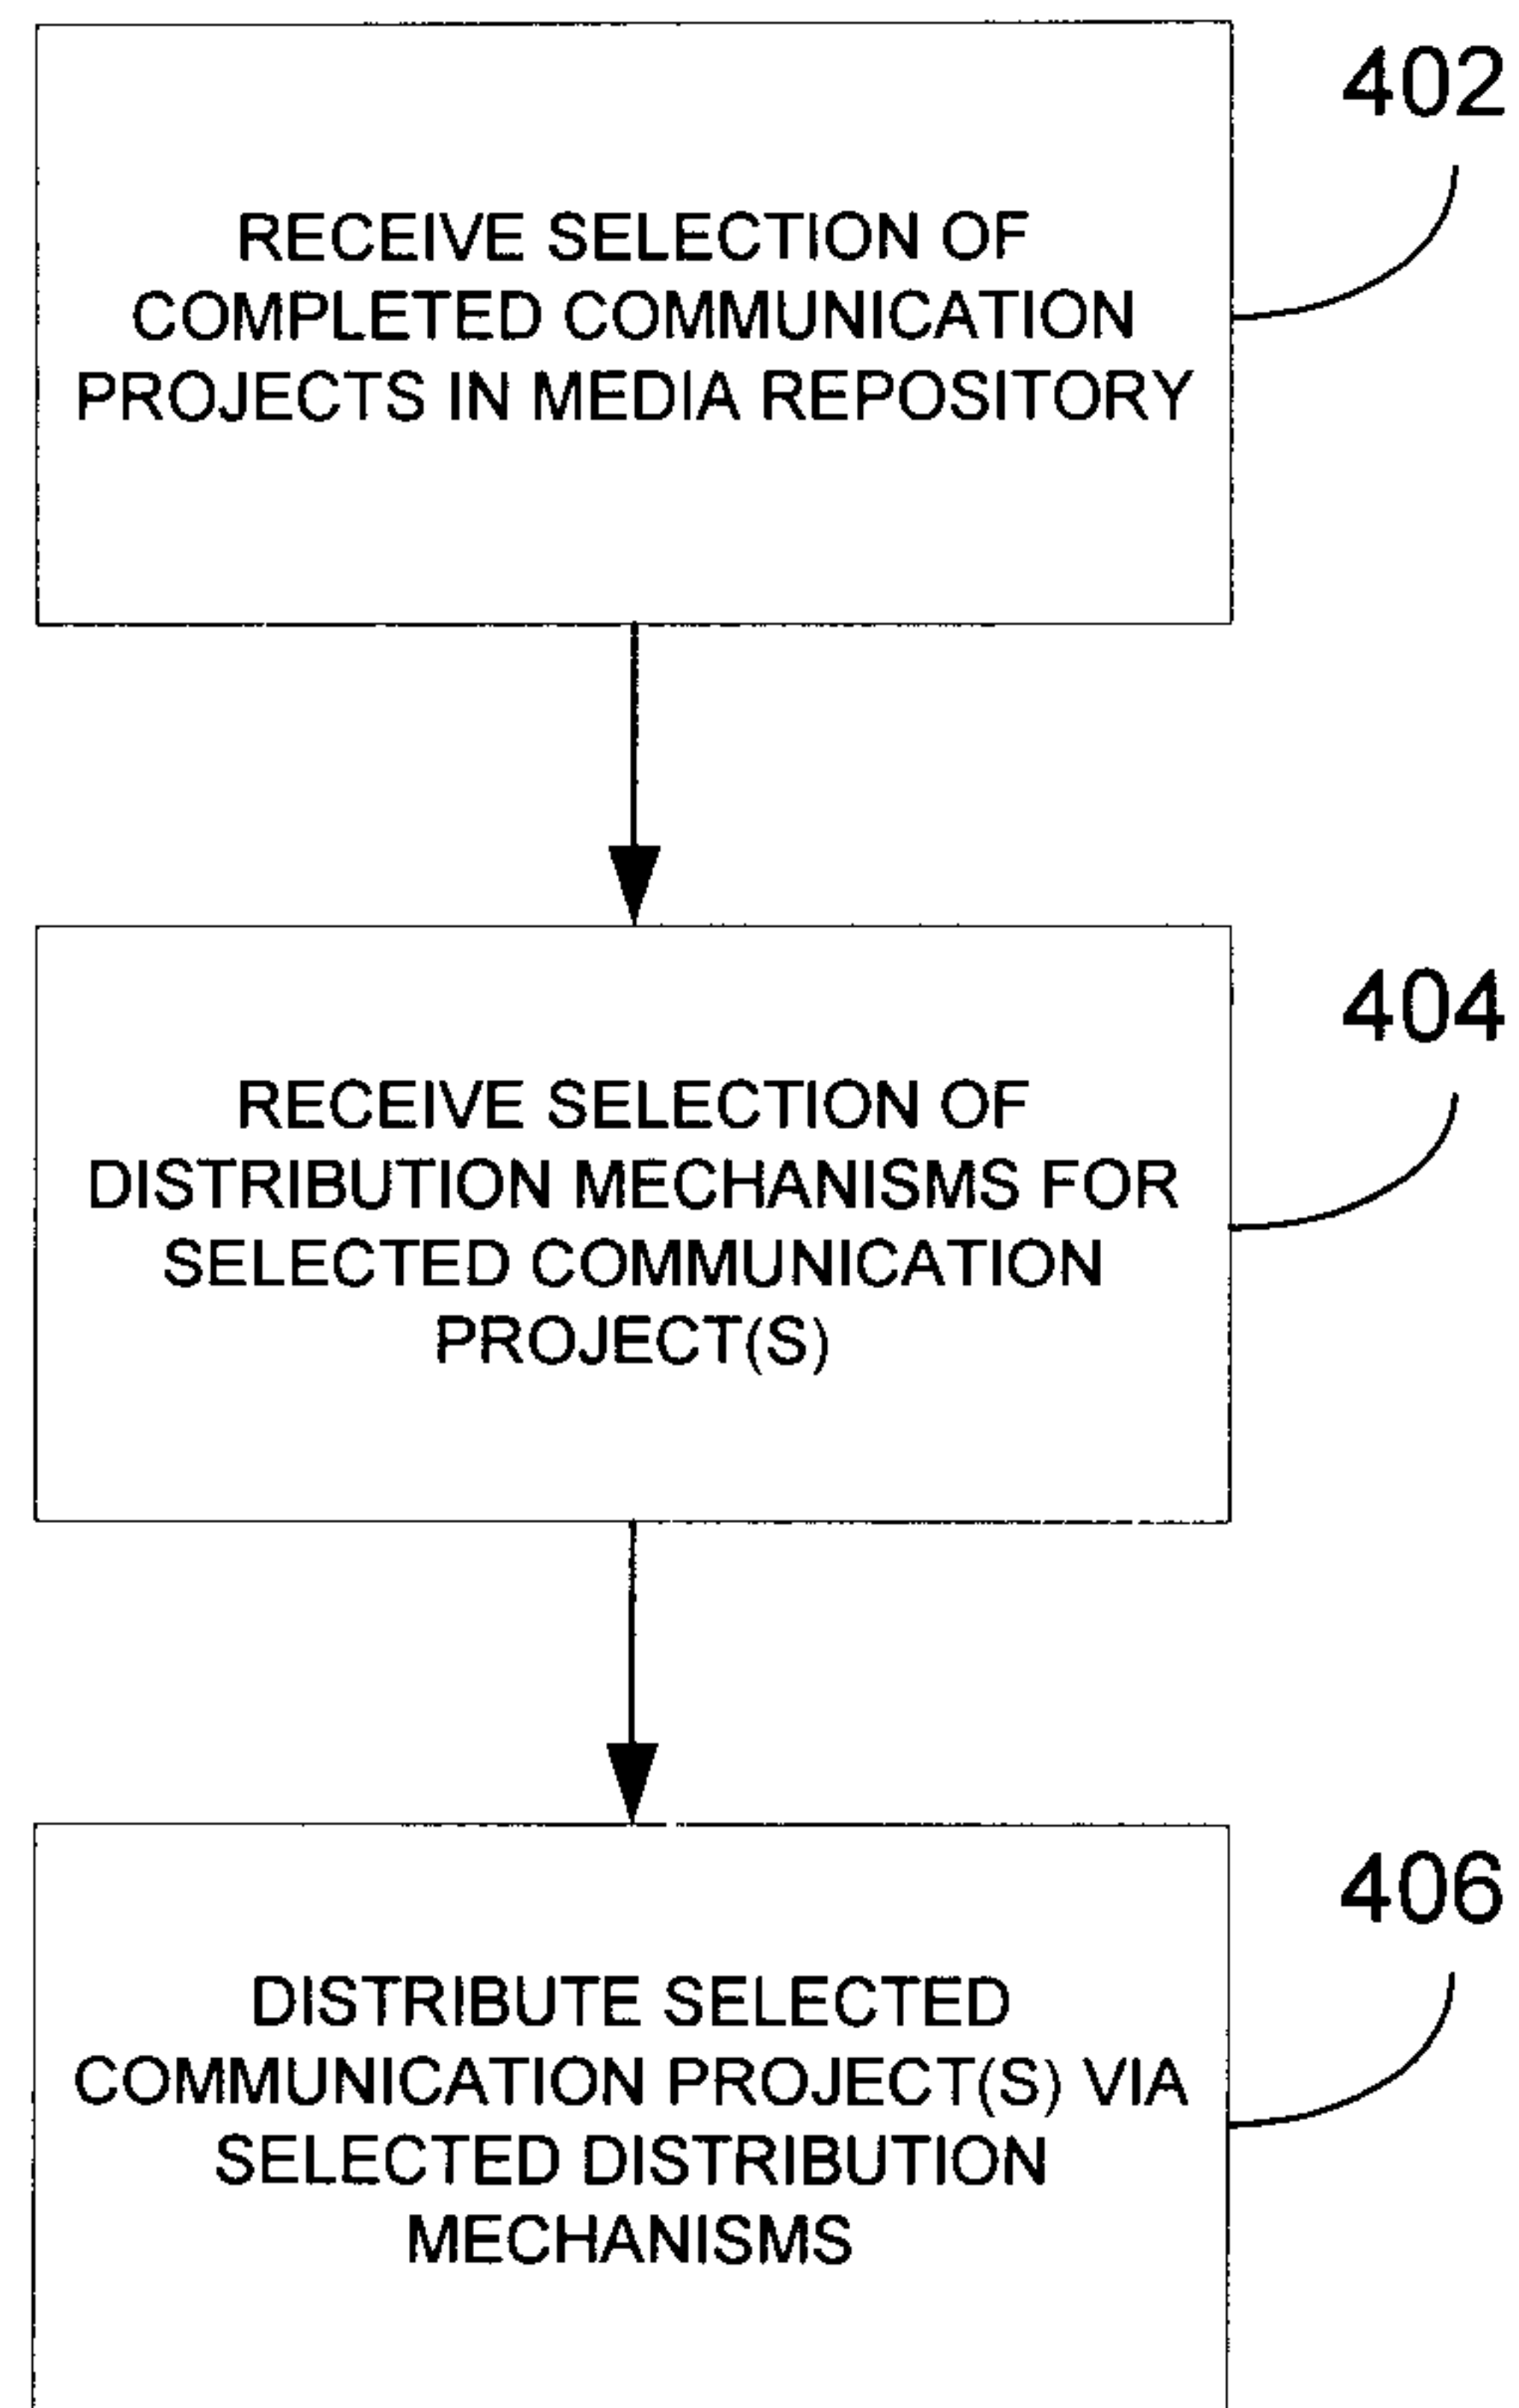 402
RECEIVE SELECTION OF
COMPLETED COMMUNICATION
PROJECTS IN MEDIA REPOSITORY
404
RECEIVE SELECTION OF
DISTRIBUTION MECHANISMS FOR
SELECTED COMMUNICATION
PROJECT(S)
406
DISTRIBUTE SELECTED
COMMUNICATION PROJECT(S) VIA
SELECTED DISTRIBUTION
MECHANISMS